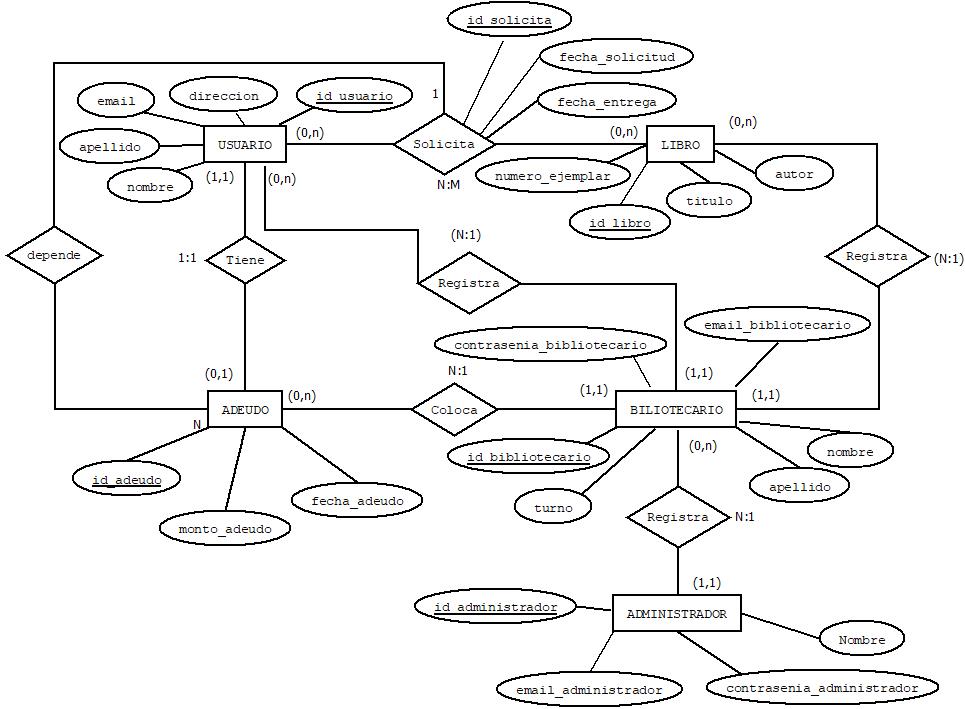 id_solicita
fecha_solicitud
email
direccion
id_usuario
1
fecha_entrega
USUARIO
(0,n)
Solicita
(0,n)
LIBRO
(0,n)
apellido
nombre
(1,1)
(0,n)
N:M
numero_ejemplar
titulo
autor
id_libro
depende
1:1
Tiene
(N:1)
Registra
Registra
(N:1)
contrasenia_bibliotecario
email_bibliotecario
(0,1)
(0,n)
N:1
(1,1)
(1,1)
(1,1)
ADEUDO
Coloca
BILIOTECARIO
N
id_adeudo
monto_adeudo
fecha_adeudo
id_bibliotecario
turno
(0,n)
nombre
apellido
Registra
N:1
(1,1)
id_administrador
ADMINISTRADOR
Nombre
email_administrador
contrasenia_administrador